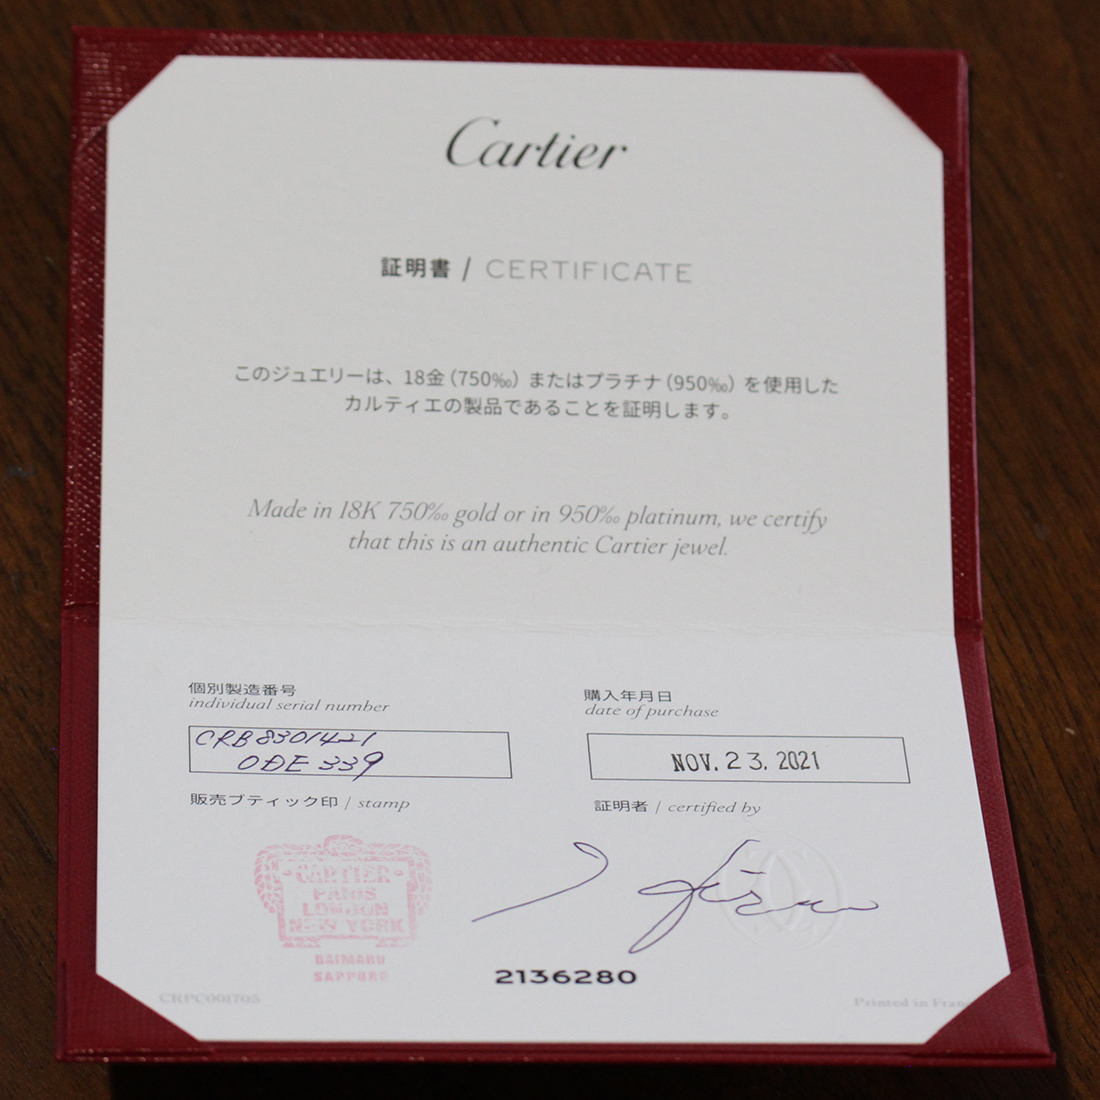 Cartier
証明書 / CERTIFICATE
このジュエリーは、18金（750‰）またはプラチナ（950‰）を使用した
カルティエの製品であることを証明します。
Made in 18K 750‰ gold or in 950‰ platinum, we certify
that this is an authentic Cartier jewel.
個別製造番号
individual serial number
CRB8301421
ODE 339
購入年月日
date of purchase
NOV. 23. 2021
販売ブティック印 / stamp
証明者 / certified by
CARTIER
PARIS
LONDON
NEW YORK
DAIMARU
SAPPORO
2136280
CRPC001705
Printed in